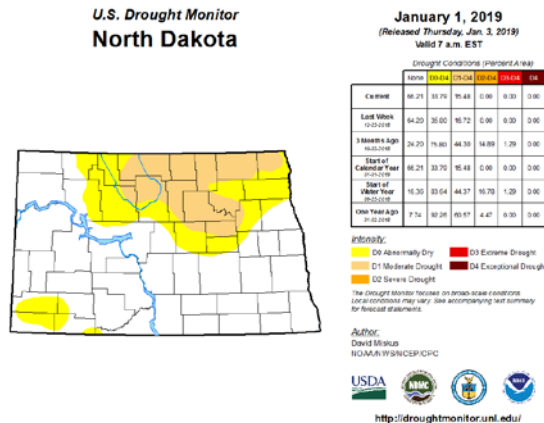 U.S. Drought Monitor
North Dakota
January 1, 2019
(Released Thursday, Jan. 3, 2019)
Valid 7 a.m. EST
Drought Conditions (Percent Area)
None D0-D4 D1-D4 D2-D4 D3-D4 D4
Current 66.21 33.79 15.48 0.00 0.00 0.00
Last Week 64.20 35.80 18.72 0.00 0.00 0.00
3 Months Ago 24.20 75.80 44.30 14.89 1.29 0.00
Start of
Calendar Year 66.21 33.79 15.48 0.00 0.00 0.00
Start of
Water Year 44.37 1.29 0.00
One Year Ago 7.74 92.26 60.57 4.47 0.00 0.00
Intensity:
D0 Abnormally Dry D3 Extreme Drought
D1 Moderate Drought D4 Exceptional Drough
D2 Severe Drought
The Drought Monitor focuses on broad-scale conditions.
Local conditions may vary. See accompanying text summary
for forecast statements.
Author:
David Miskus
NOAA/NWS/NCEP/CPC
USDA
NDMC
http://droughtmonitor.unl.edu/